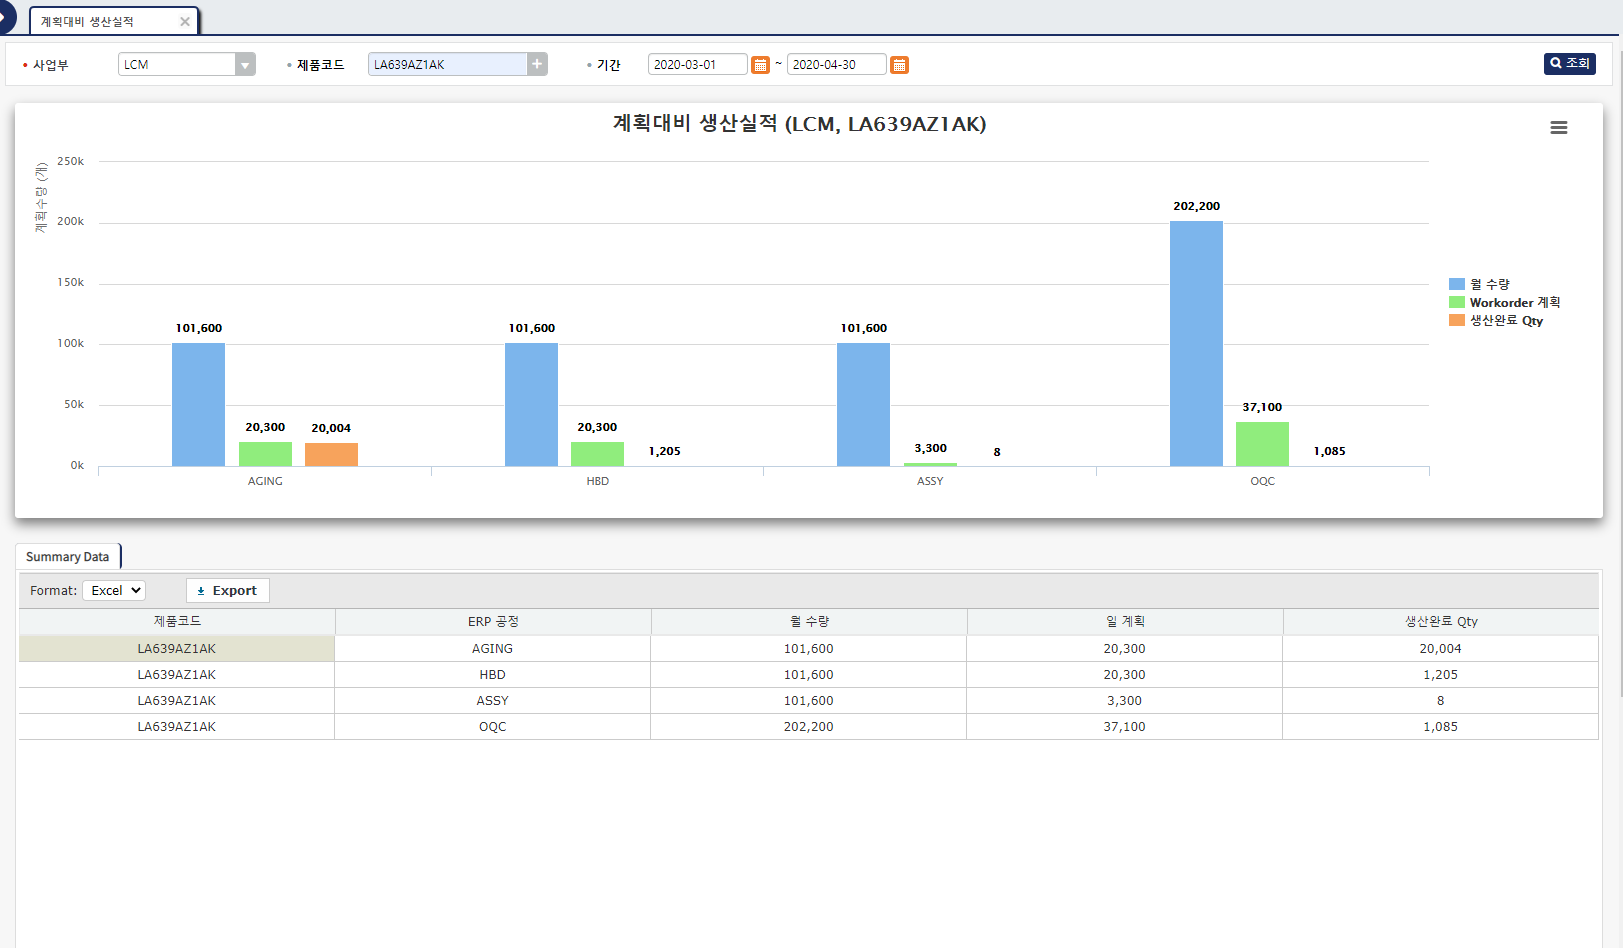 계획대비 생산실적
사업부 LCM 제품코드 LA639AZ1AK 기간 2020-03-01 ~ 2020-04-30 조회
계획대비 생산실적 (LCM, LA639AZ1AK)
계획수량 (개)
250k
200k
150k
100k
50k
0k
101,600 20,300 20,004
101,600 20,300 1,205
101,600 3,300 8
202,200 37,100 1,085
AGING HBD ASSY OQC
월 수량
Workorder 계획
생산완료 Qty
Summary Data
Format: Excel Export
제품코드 ERP 공정 월 수량 일 계획 생산완료 Qty
LA639AZ1AK AGING 101,600 20,300 20,004
LA639AZ1AK HBD 101,600 20,300 1,205
LA639AZ1AK ASSY 101,600 3,300 8
LA639AZ1AK OQC 202,200 37,100 1,085